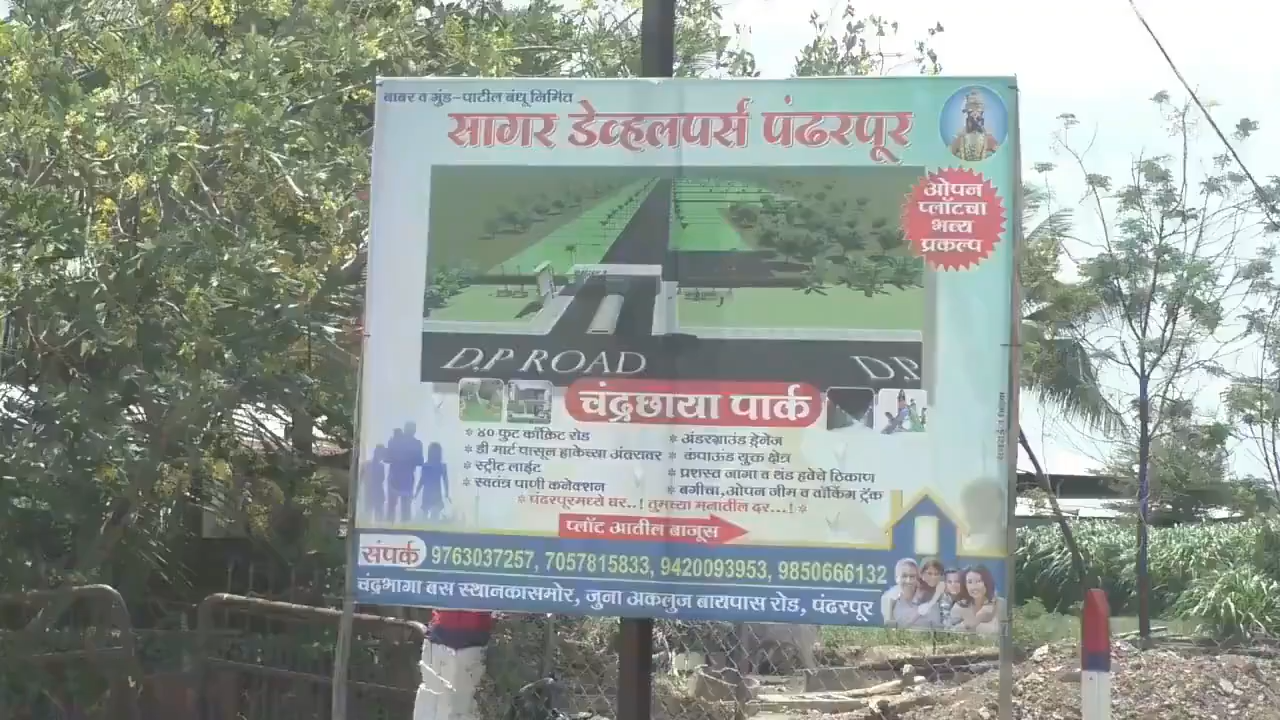 बाबर व गुंड-पाटील बंधू निर्मित
सागर डेव्हलपर्स पंढरपूर
ओपन
प्लॉटचा
भव्य
प्रकल्प
D.P ROAD
D.P
चंद्रछाया पार्क
* ४० फुट काँक्रिट रोड
* डी मार्ट पासून हाकेच्या अंतरावर
* स्ट्रीट लाईट
* स्वतंत्र पाणी कनेक्शन
* अंडरग्राउंड ड्रेनेज
* कंपाऊंड युक्त क्षेत्र
* प्रशस्त जागा व थंड हवेचे ठिकाण
* बगीचा,ओपन जीम व वॉकिंग ट्रॅक
* पंढरपूरमध्ये घर..! तुमच्या मनातील दर...! *
प्लॉट आतील बाजुस
संपर्क 9763037257, 7057815833, 9420093953, 9850666132
चंद्रभागा बस स्थानकासमोर, जुना अकलुज बायपास रोड, पंढरपूर